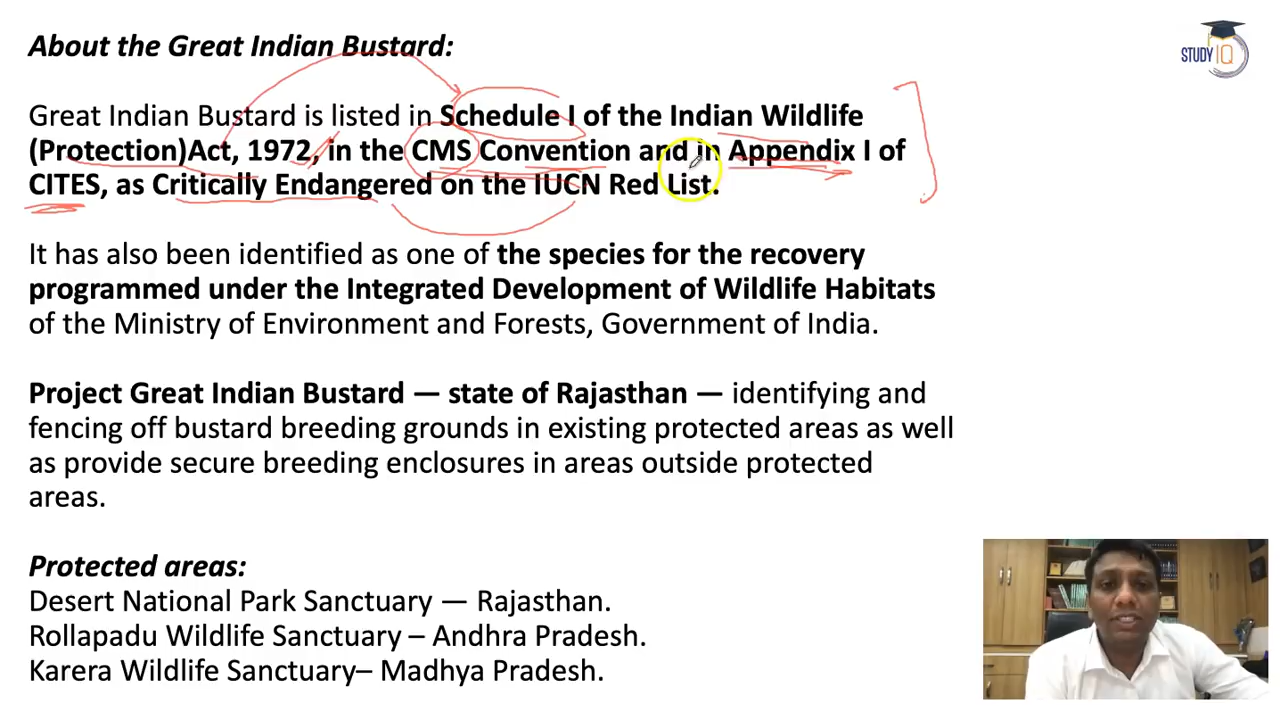 About the Great Indian Bustard:
STUDY IQ
Great Indian Bustard is listed in Schedule I of the Indian Wildlife
(Protection)Act, 1972, in the CMS Convention and in Appendix I of
CITES, as Critically Endangered on the IUCN Red List.
It has also been identified as one of the species for the recovery
programmed under the Integrated Development of Wildlife Habitats
of the Ministry of Environment and Forests, Government of India.
Project Great Indian Bustard — state of Rajasthan — identifying and
fencing off bustard breeding grounds in existing protected areas as well
as provide secure breeding enclosures in areas outside protected
areas.
Protected areas:
Desert National Park Sanctuary — Rajasthan.
Rollapadu Wildlife Sanctuary – Andhra Pradesh.
Karera Wildlife Sanctuary– Madhya Pradesh.